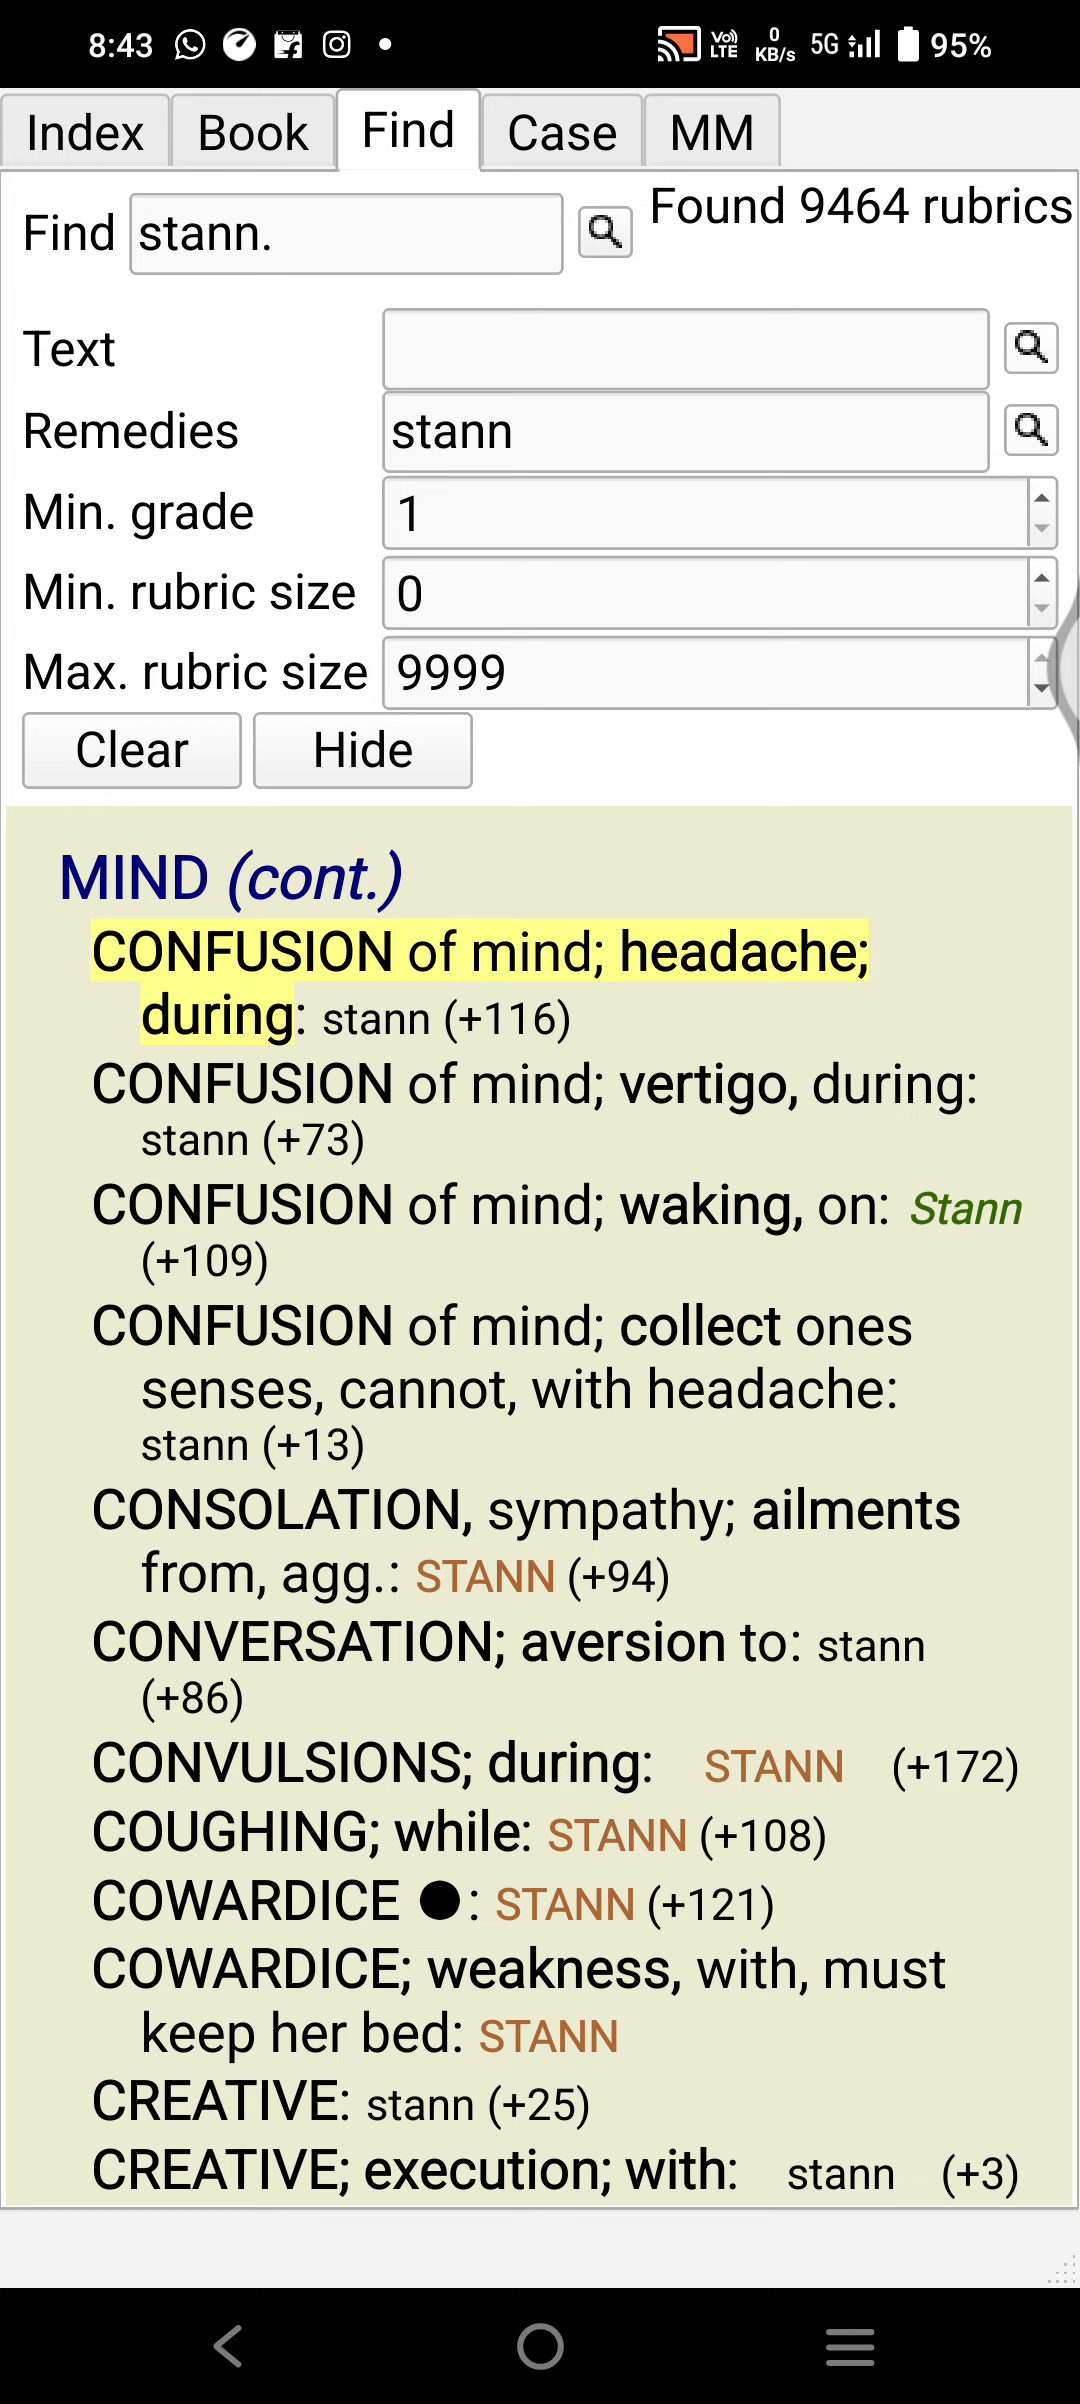 8:43 Vo) LTE 0 KB/s 5G 95%
Index Book Find Case MM
Find stann. Found 9464 rubrics
Text
Remedies stann
Min. grade 1
Min. rubric size 0
Max. rubric size 9999
Clear Hide
MIND (cont.)
CONFUSION of mind; headache;
during: stann (+116)
CONFUSION of mind; vertigo, during:
stann (+73)
CONFUSION of mind; waking, on: Stann
(+109)
CONFUSION of mind; collect ones
senses, cannot, with headache:
stann (+13)
CONSOLATION, sympathy; ailments
from, agg.: STANN (+94)
CONVERSATION; aversion to: stann
(+86)
CONVULSIONS; during: STANN (+172)
COUGHING; while: STANN (+108)
COWARDICE ●: STANN (+121)
COWARDICE; weakness, with, must
keep her bed: STANN
CREATIVE: stann (+25)
CREATIVE; execution; with: stann (+3)